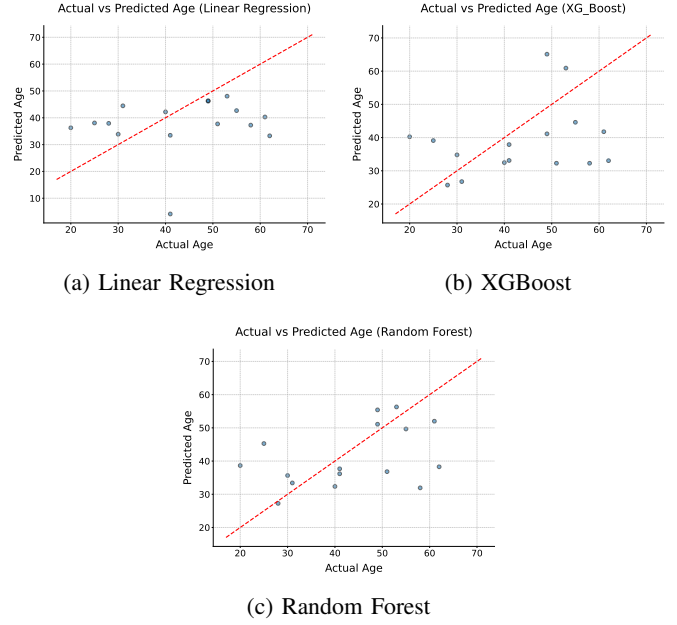 Actual vs Predicted Age (Linear Regression)
Predicted Age
70
60
50
40
30
20
10
20 30 40 50 60 70
Actual Age
(a) Linear Regression
Actual vs Predicted Age (XG_Boost)
Predicted Age
70
60
50
40
30
20
20 30 40 50 60 70
Actual Age
(b) XGBoost
Actual vs Predicted Age (Random Forest)
Predicted Age
70
60
50
40
30
20
20 30 40 50 60 70
Actual Age
(c) Random Forest